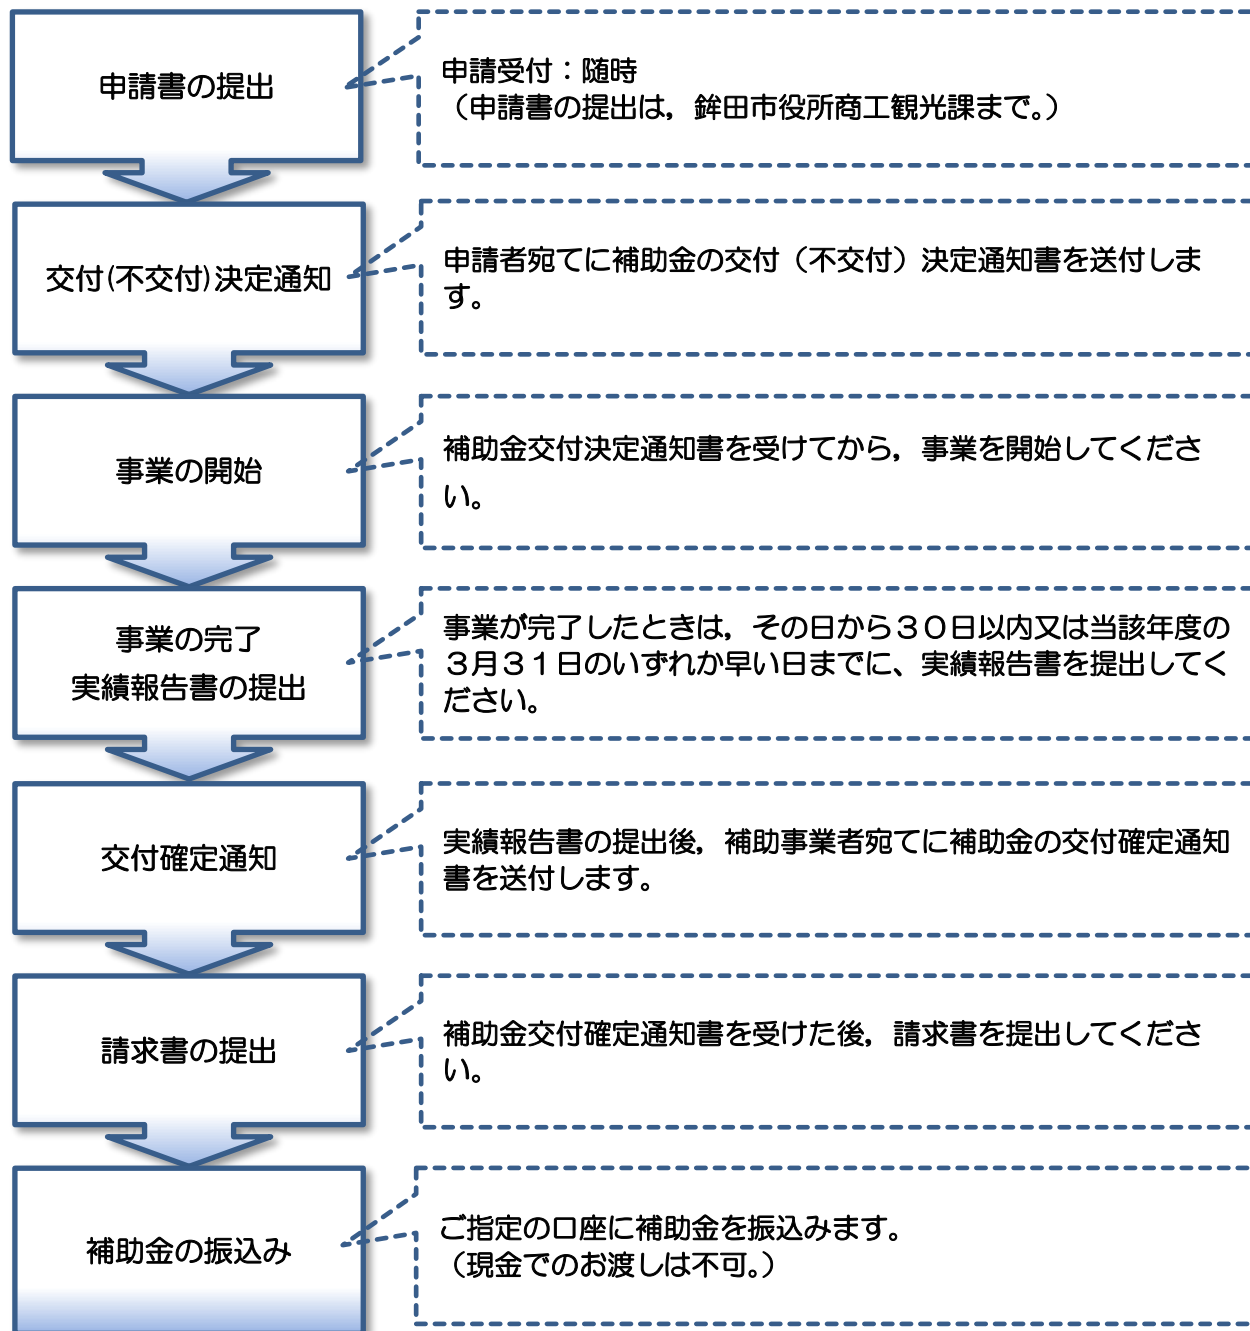 申請書の提出
申請受付：随時
（申請書の提出は，鉾田市役所商工観光課まで。）
交付(不交付)決定通知
申請者宛てに補助金の交付（不交付）決定通知書を送付しま
す。
事業の開始
補助金交付決定通知書を受けてから，事業を開始してくださ
い。
事業の完了
実績報告書の提出
事業が完了したときは，その日から３０日以内又は当該年度の
３月３１日のいずれか早い日までに、実績報告書を提出してく
ださい。
交付確定通知
実績報告書の提出後，補助事業者宛てに補助金の交付確定通知
書を送付します。
請求書の提出
補助金交付確定通知書を受けた後，請求書を提出してくださ
い。
補助金の振込み
ご指定の口座に補助金を振込みます。
（現金でのお渡しは不可。）